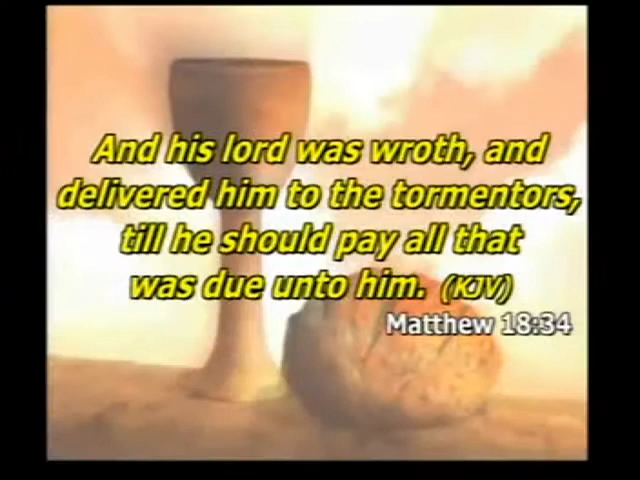 And his lord was wroth, and
delivered him to the tormentors,
till he should pay all that
was due unto him. (KJV)
Matthew 18:34